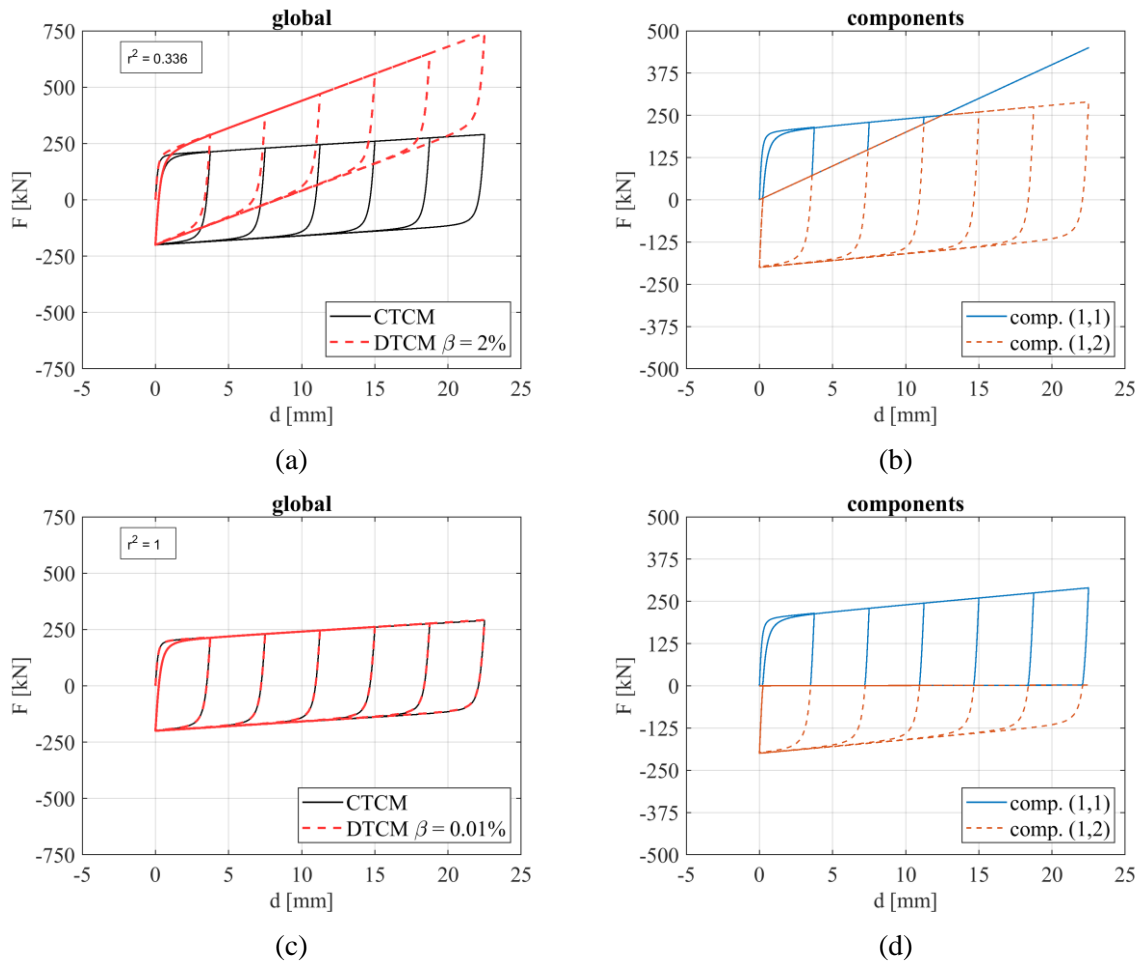 global
r² = 0.336
750
500
250
0
-250
-500
-750
F [kN]
CTCM
DTCM β = 2%
-5 0 5 10 15 20 25
d [mm]
(a)
components
500
375
250
125
0
-125
-250
-375
-500
F [kN]
comp. (1,1)
comp. (1,2)
-5 0 5 10 15 20 25
d [mm]
(b)
global
r² = 1
750
500
250
0
-250
-500
-750
F [kN]
CTCM
DTCM β = 0.01%
-5 0 5 10 15 20 25
d [mm]
(c)
components
500
375
250
125
0
-125
-250
-375
-500
F [kN]
comp. (1,1)
comp. (1,2)
-5 0 5 10 15 20 25
d [mm]
(d)